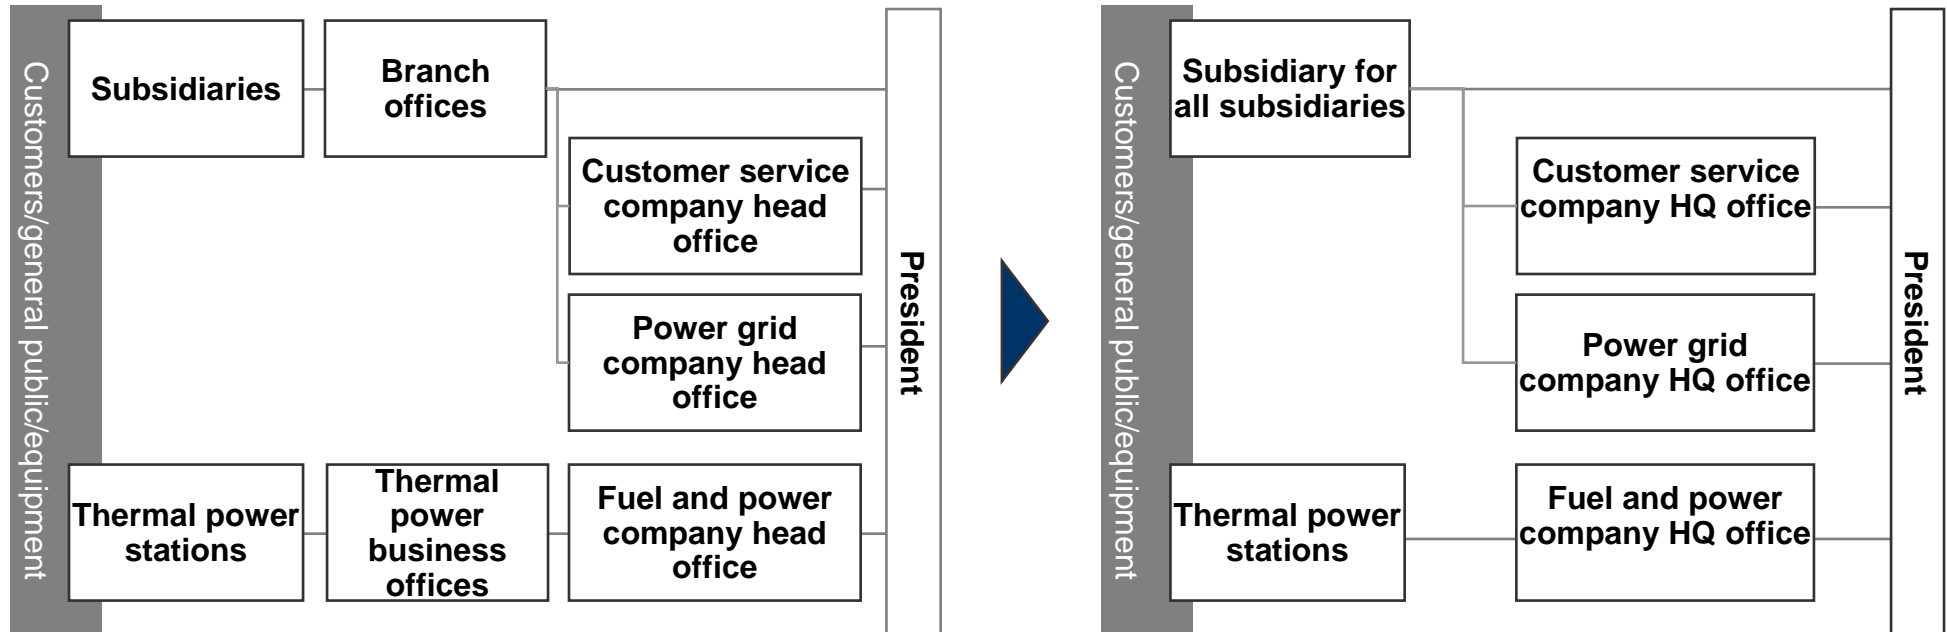 Customers/general public/equipment
Subsidiaries
Branch
offices
Customer service
company head
office
Power grid
company head
office
Thermal power
stations
Thermal
power
business
offices
Fuel and power
company head
office
President
Customers/general public/equipment
Subsidiary for
all subsidiaries
Customer service
company HQ office
Power grid
company HQ office
Thermal power
stations
Fuel and power
company HQ office
President